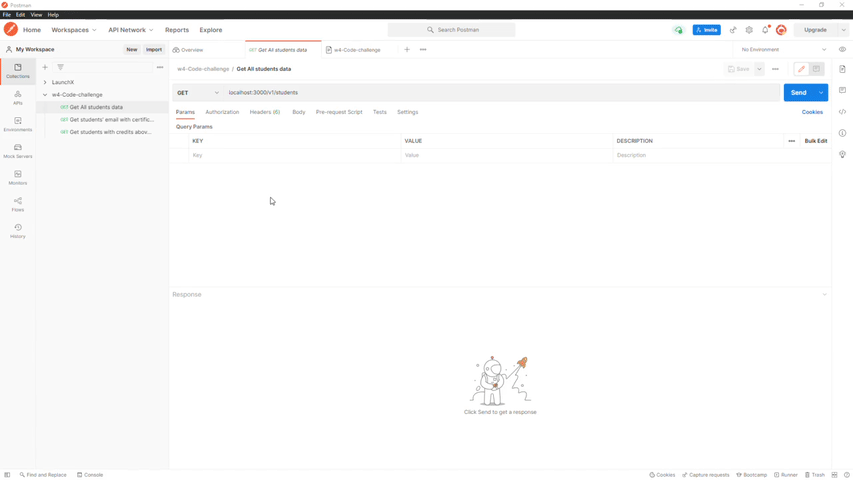 Postman
File Edit View Help
Home Workspaces API Network Reports Explore Search Postman Invite Upgrade
My Workspace New Import Overview GET Get All students data w4-Code-challenge No Environment
Collections
APIs
Environments
Mock Servers
Monitors
Flows
History
LaunchX
w4-Code-challenge
GET Get All students data
GET Get students' email with certific...
GET Get students with credits abov...
w4-Code-challenge / Get All students data Save
GET localhost:3000/v1/students Send
Params Authorization Headers (6) Body Pre-request Script Tests Settings Cookies
Query Params
KEY VALUE DESCRIPTION Bulk Edit
Key Value Description
Response
Click Send to get a response
Find and Replace Console Cookies Capture requests Bootcamp Runner Trash